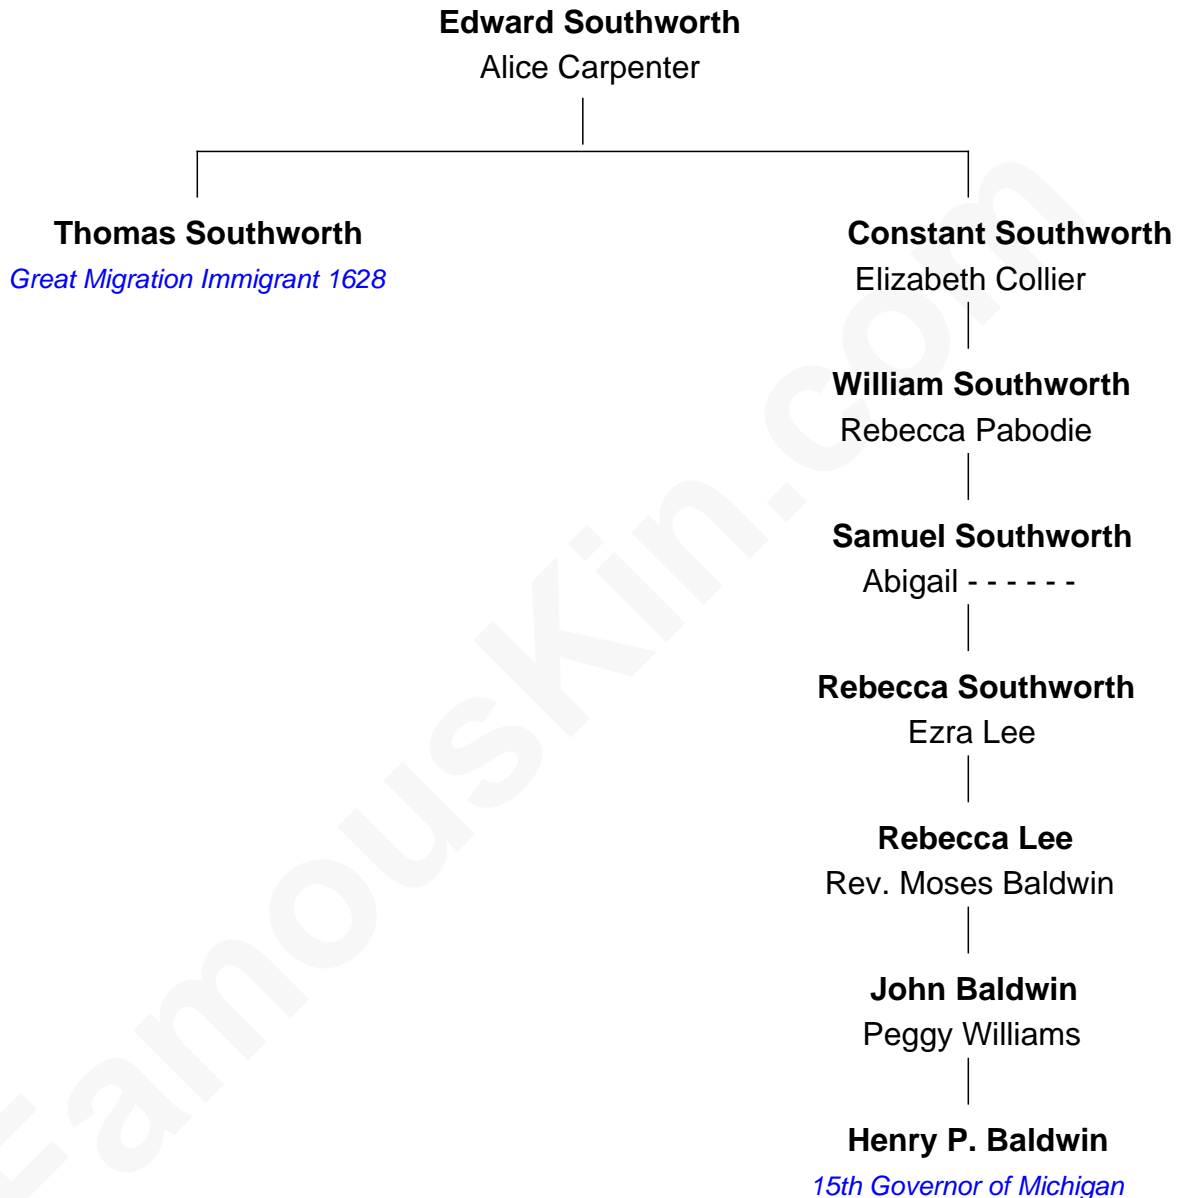 Edward Southworth
Alice Carpenter
Thomas Southworth
Great Migration Immigrant 1628
Constant Southworth
Elizabeth Collier
William Southworth
Rebecca Pabodie
Samuel Southworth
Abigail - - - - - -
Rebecca Southworth
Ezra Lee
Rebecca Lee
Rev. Moses Baldwin
John Baldwin
Peggy Williams
Henry P. Baldwin
15th Governor of Michigan
FamousKin.com